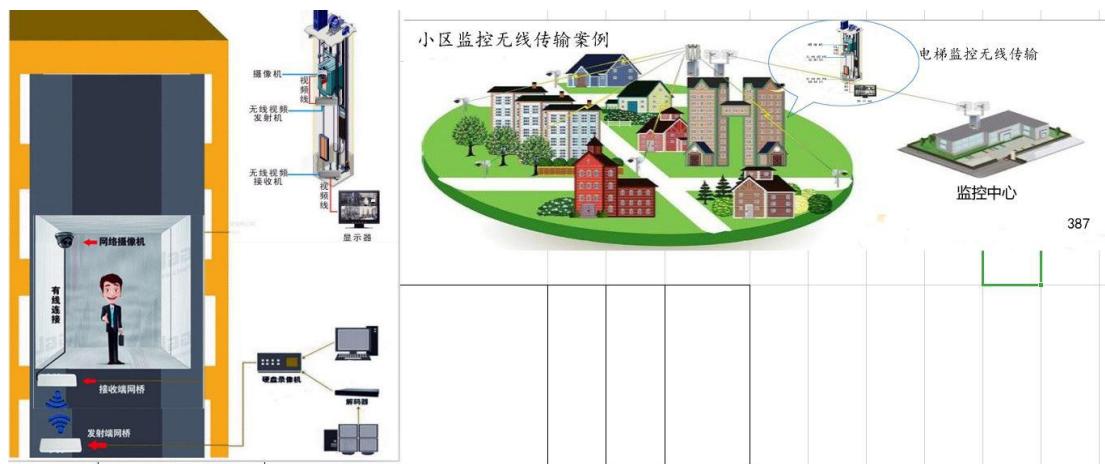 摄像机
视频线
无线视频
发射机
无线视频
接收机
视频线
显示器
网络摄像机
有线连接
接收端网桥
发射端网桥
硬盘录像机
解码器
小区监控无线传输案例
电梯监控无线传输
监控中心
387